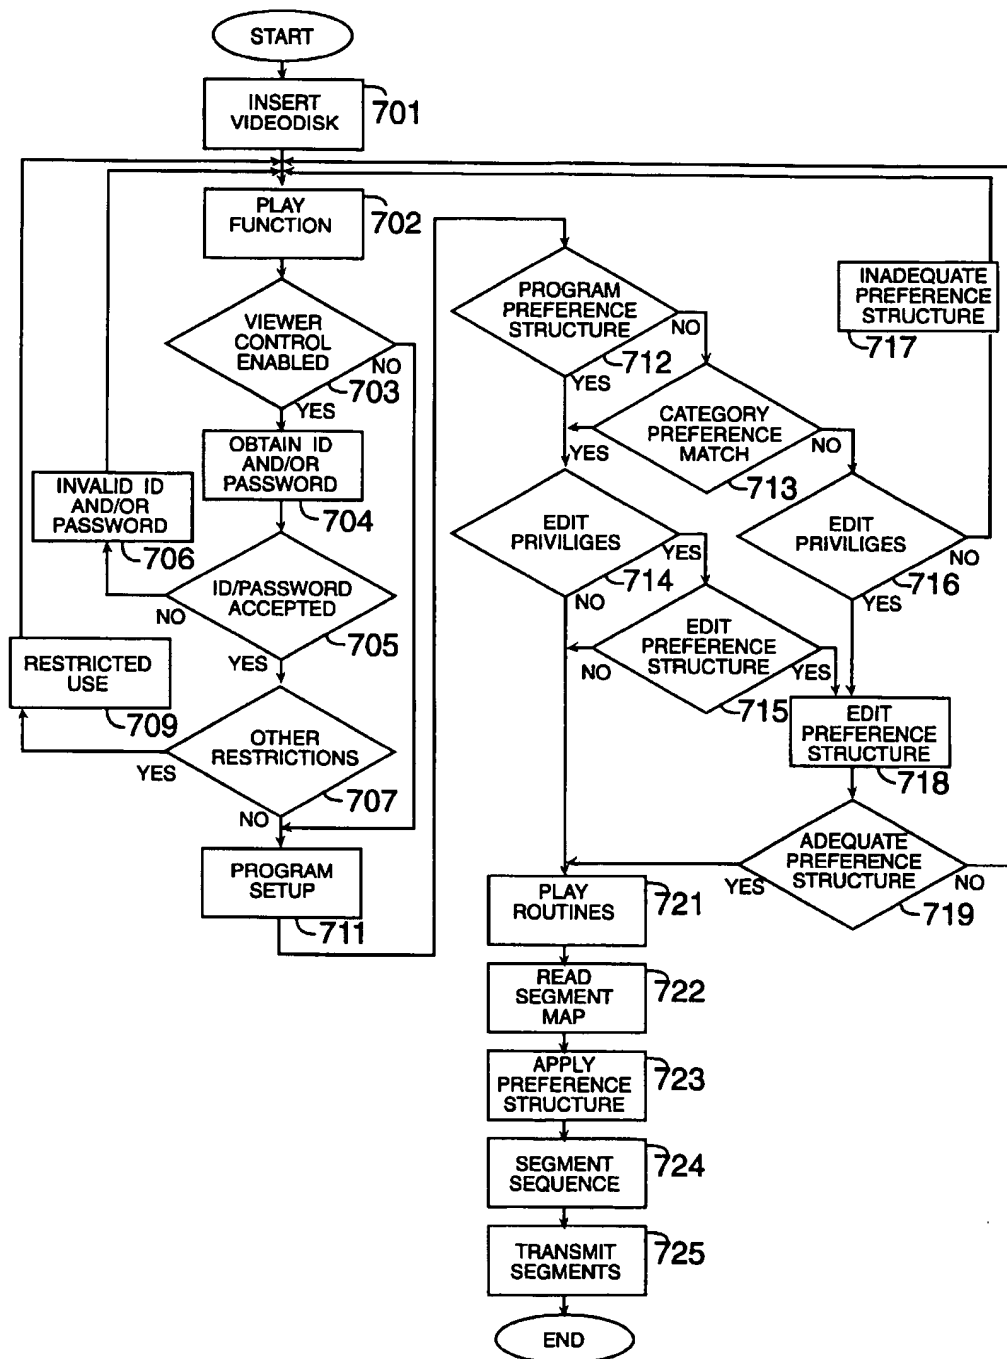 START
INSERT
VIDEODISK
701
PLAY
FUNCTION
702
VIEWER
CONTROL
ENABLED
703
NO
YES
OBTAIN ID
AND/OR
PASSWORD
704
INVALID ID
AND/OR
PASSWORD
706
ID/PASSWORD
ACCEPTED
705
NO
YES
RESTRICTED
USE
709
OTHER
RESTRICTIONS
707
YES
NO
PROGRAM
SETUP
711
PROGRAM
PREFERENCE
STRUCTURE
712
NO
YES
CATEGORY
PREFERENCE
MATCH
713
YES
NO
INADEQUATE
PREFERENCE
STRUCTURE
717
EDIT
PRIVILIGES
714
YES
NO
EDIT
PRIVILIGES
716
NO
YES
EDIT
PREFERENCE
STRUCTURE
715
NO
YES
EDIT
PREFERENCE
STRUCTURE
718
ADEQUATE
PREFERENCE
STRUCTURE
719
YES
NO
PLAY
ROUTINES
721
READ
SEGMENT
MAP
722
APPLY
PREFERENCE
STRUCTURE
723
SEGMENT
SEQUENCE
724
TRANSMIT
SEGMENTS
725
END